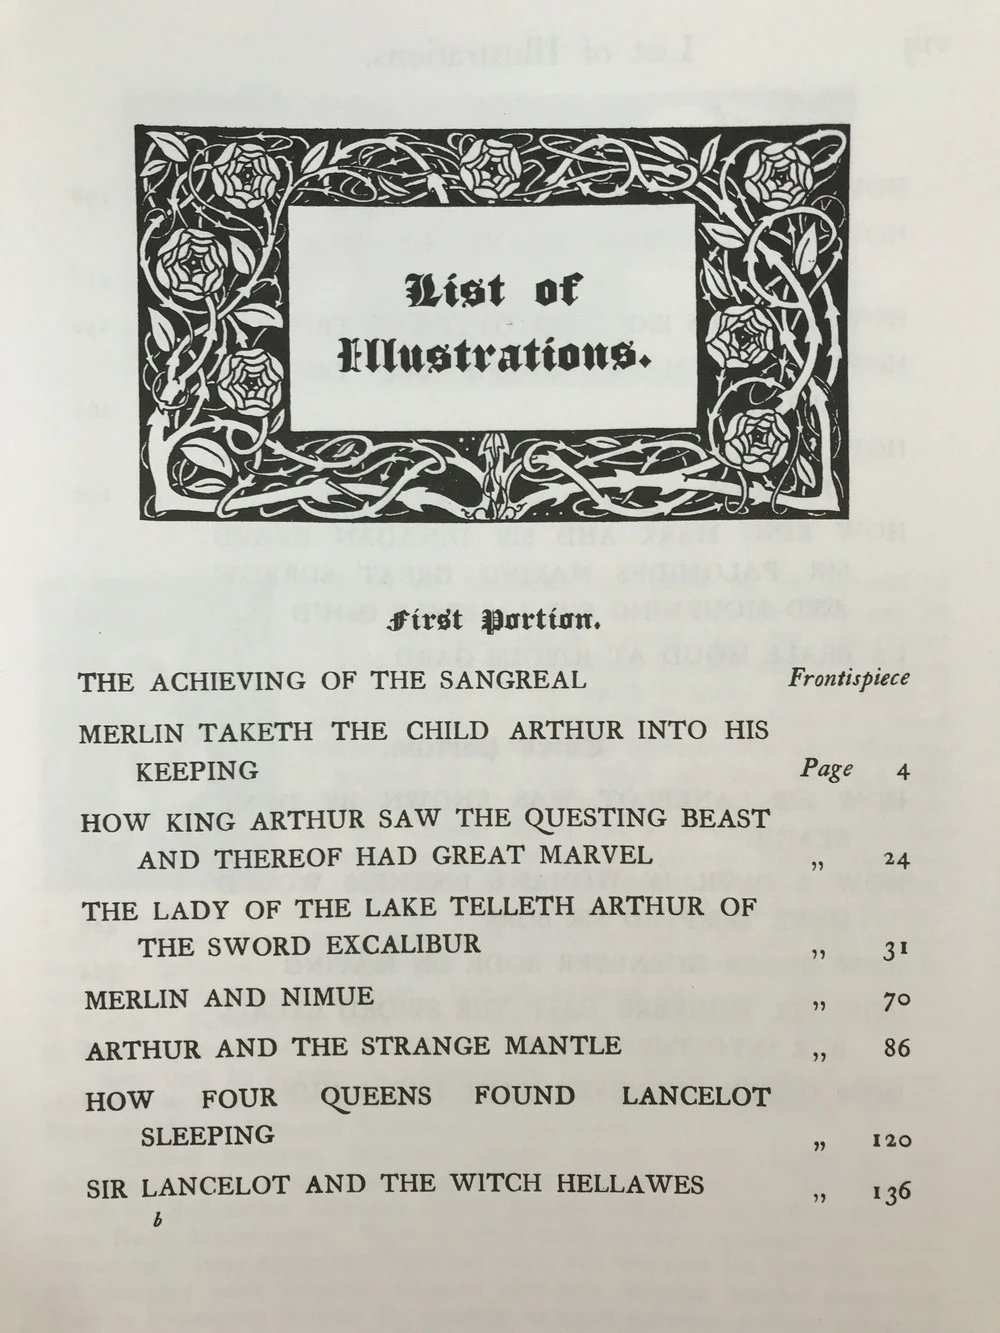 List of
Illustrations.
First Portion.
THE ACHIEVING OF THE SANGREAL Frontispiece
MERLIN TAKETH THE CHILD ARTHUR INTO HIS
KEEPING Page 4
HOW KING ARTHUR SAW THE QUESTING BEAST
AND THEREOF HAD GREAT MARVEL „ 24
THE LADY OF THE LAKE TELLETH ARTHUR OF
THE SWORD EXCALIBUR „ 31
MERLIN AND NIMUE „ 70
ARTHUR AND THE STRANGE MANTLE „ 86
HOW FOUR QUEENS FOUND LANCELOT
SLEEPING „ 120
SIR LANCELOT AND THE WITCH HELLAWES „ 136
b